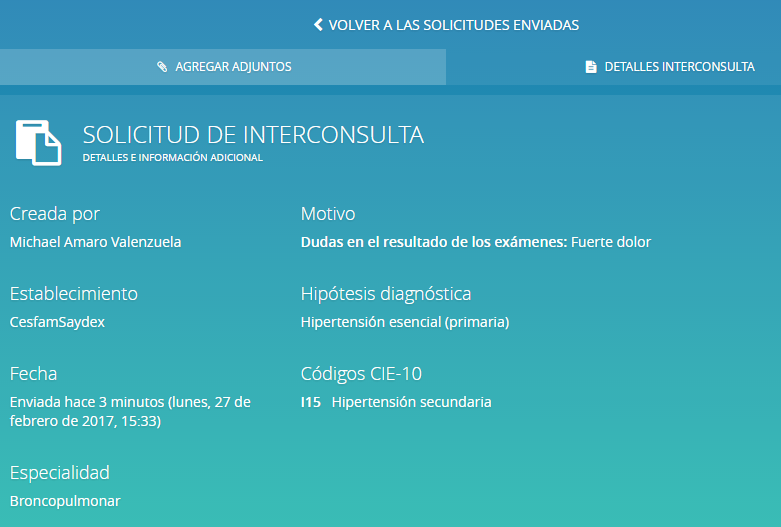 VOLVER A LAS SOLICITUDES ENVIADAS
AGREGAR ADJUNTOS
DETALLES INTERCONSULTA
SOLICITUD DE INTERCONSULTA
DETALLES E INFORMACIÓN ADICIONAL
Creada por
Michael Amaro Valenzuela
Motivo
Dudas en el resultado de los exámenes: Fuerte dolor
Establecimiento
CesfamSaydex
Hipótesis diagnóstica
Hipertensión esencial (primaria)
Fecha
Enviada hace 3 minutos (lunes, 27 de
febrero de 2017, 15:33)
Códigos CIE-10
I15 Hipertensión secundaria
Especialidad
Broncopulmonar